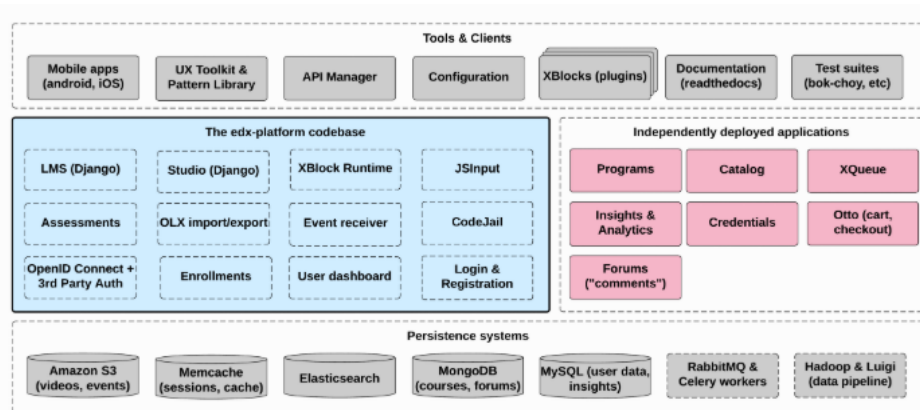 Tools & Clients
Mobile apps
(android, iOS)
UX Toolkit &
Pattern Library
API Manager
Configuration
XBlocks (plugins)
Documentation
(readthedocs)
Test suites
(bok-choy, etc)
The edx-platform codebase
LMS (Django)
Studio (Django)
XBlock Runtime
JSInput
Assessments
OLX import/export
Event receiver
CodeJail
OpenID Connect +
3rd Party Auth
Enrollments
User dashboard
Login &
Registration
Independently deployed applications
Programs
Catalog
XQueue
Insights &
Analytics
Credentials
Otto (cart,
checkout)
Forums
("comments")
Persistence systems
Amazon S3
(videos, events)
Memcache
(sessions, cache)
Elasticsearch
MongoDB
(courses, forums)
MySQL (user data,
insights)
RabbitMQ &
Celery workers
Hadoop & Luigi
(data pipeline)